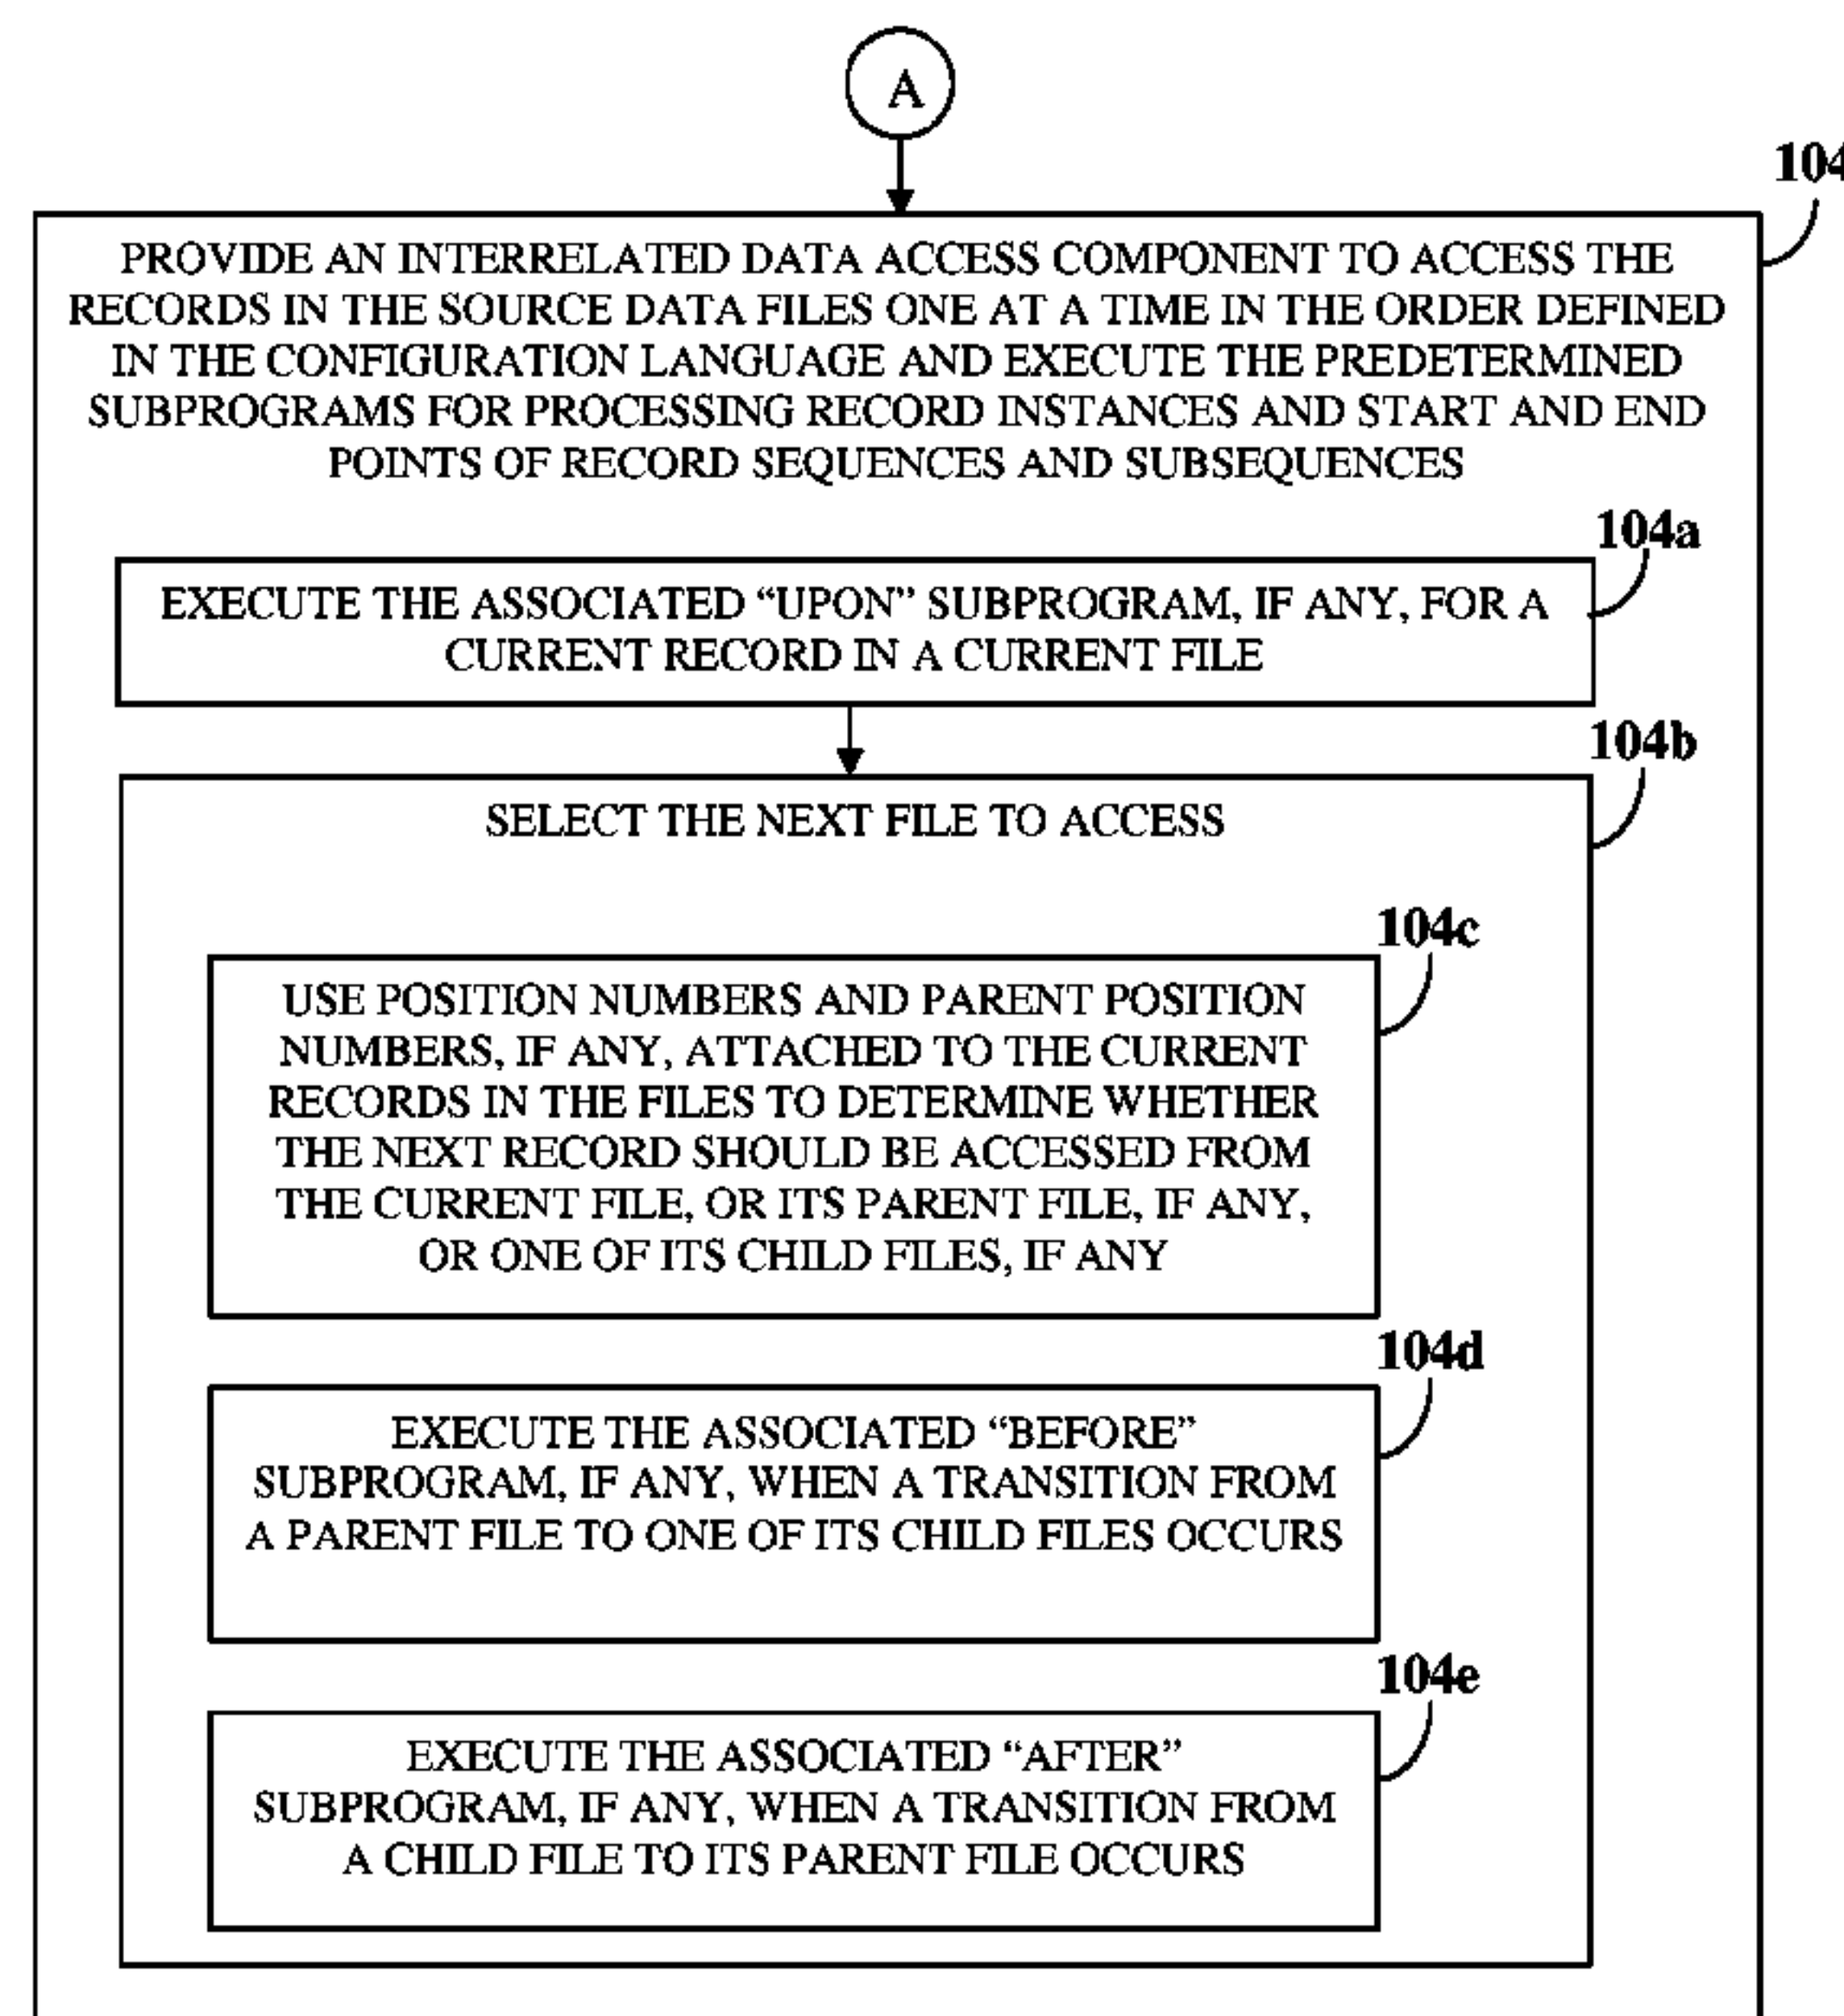 A
104
PROVIDE AN INTERRELATED DATA ACCESS COMPONENT TO ACCESS THE
RECORDS IN THE SOURCE DATA FILES ONE AT A TIME IN THE ORDER DEFINED
IN THE CONFIGURATION LANGUAGE AND EXECUTE THE PREDETERMINED
SUBPROGRAMS FOR PROCESSING RECORD INSTANCES AND START AND END
POINTS OF RECORD SEQUENCES AND SUBSEQUENCES
104a
EXECUTE THE ASSOCIATED “UPON” SUBPROGRAM, IF ANY, FOR A
CURRENT RECORD IN A CURRENT FILE
104b
SELECT THE NEXT FILE TO ACCESS
104c
USE POSITION NUMBERS AND PARENT POSITION
NUMBERS, IF ANY, ATTACHED TO THE CURRENT
RECORDS IN THE FILES TO DETERMINE WHETHER
THE NEXT RECORD SHOULD BE ACCESSED FROM
THE CURRENT FILE, OR ITS PARENT FILE, IF ANY,
OR ONE OF ITS CHILD FILES, IF ANY
104d
EXECUTE THE ASSOCIATED “BEFORE”
SUBPROGRAM, IF ANY, WHEN A TRANSITION FROM
A PARENT FILE TO ONE OF ITS CHILD FILES OCCURS
104e
EXECUTE THE ASSOCIATED “AFTER”
SUBPROGRAM, IF ANY, WHEN A TRANSITION FROM
A CHILD FILE TO ITS PARENT FILE OCCURS